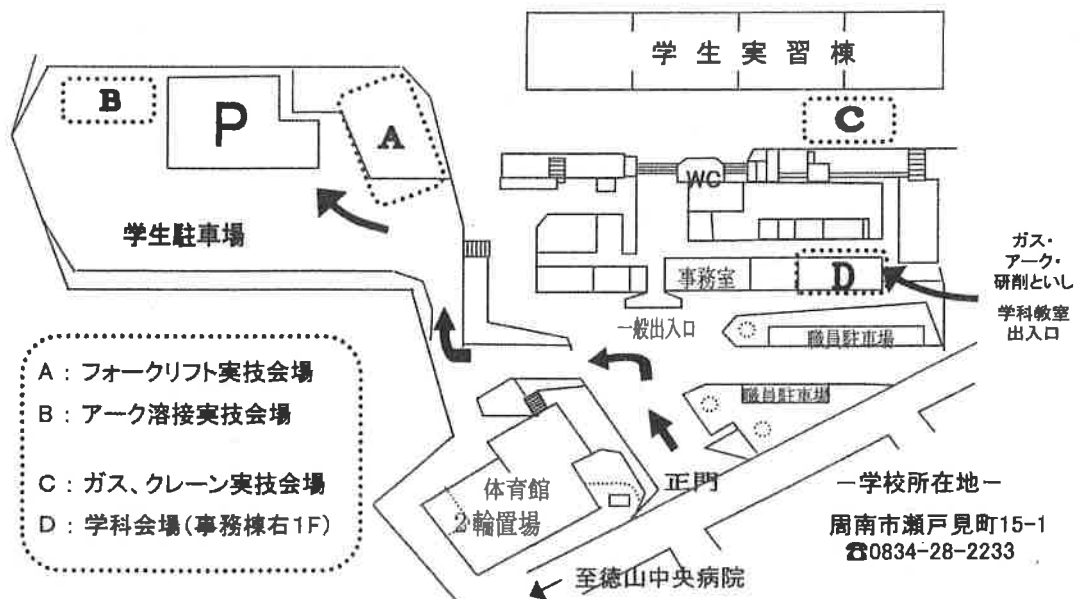 学生実習棟
B
P
A
C
WC
学生駐車場
ガス・
アーク・
研削といし
学科教室
出入口
事務室
D
一般出入口
職員駐車場
職員駐車場
A：フォークリフト実技会場
B：アーク溶接実技会場
C：ガス、クレーン実技会場
D：学科会場(事務棟右1F)
体育館
2輪置場
正門
－学校所在地－
周南市瀬戸見町15-1
☎0834-28-2233
至徳山中央病院